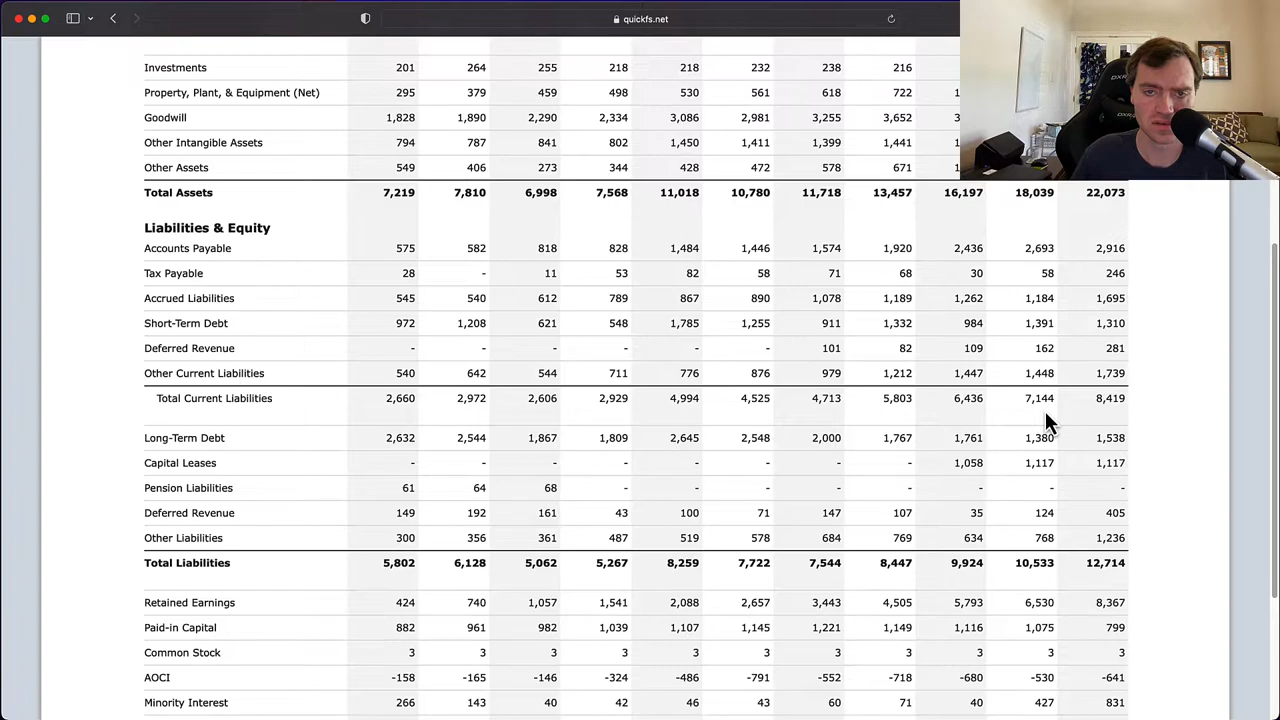 quickfs.net
Investments 201 264 255 218 218 232 238 216
Property, Plant, & Equipment (Net) 295 379 459 498 530 561 618 722 1
Goodwill 1,828 1,890 2,290 2,334 3,086 2,981 3,255 3,652 3
Other Intangible Assets 794 787 841 802 1,450 1,411 1,399 1,441 1
Other Assets 549 406 273 344 428 472 578 671 1
Total Assets 7,219 7,810 6,998 7,568 11,018 10,780 11,718 13,457 16,197 18,039 22,073
Liabilities & Equity
Accounts Payable 575 582 818 828 1,484 1,446 1,574 1,920 2,436 2,693 2,916
Tax Payable 28 - 11 53 82 58 71 68 30 58 246
Accrued Liabilities 545 540 612 789 867 890 1,078 1,189 1,262 1,184 1,695
Short-Term Debt 972 1,208 621 548 1,785 1,255 911 1,332 984 1,391 1,310
Deferred Revenue - - - - - - 101 82 109 162 281
Other Current Liabilities 540 642 544 711 776 876 979 1,212 1,447 1,448 1,739
Total Current Liabilities 2,660 2,972 2,606 2,929 4,994 4,525 4,713 5,803 6,436 7,144 8,419
Long-Term Debt 2,632 2,544 1,867 1,809 2,645 2,548 2,000 1,767 1,761 1,380 1,538
Capital Leases - - - - - - - - 1,058 1,117 1,117
Pension Liabilities 61 64 68 - - - - - - - -
Deferred Revenue 149 192 161 43 100 71 147 107 35 124 405
Other Liabilities 300 356 361 487 519 578 684 769 634 768 1,236
Total Liabilities 5,802 6,128 5,062 5,267 8,259 7,722 7,544 8,447 9,924 10,533 12,714
Retained Earnings 424 740 1,057 1,541 2,088 2,657 3,443 4,505 5,793 6,530 8,367
Paid-in Capital 882 961 982 1,039 1,107 1,145 1,221 1,149 1,116 1,075 799
Common Stock 3 3 3 3 3 3 3 3 3 3 3
AOCI -158 -165 -146 -324 -486 -791 -552 -718 -680 -530 -641
Minority Interest 266 143 40 42 46 43 60 71 40 427 831